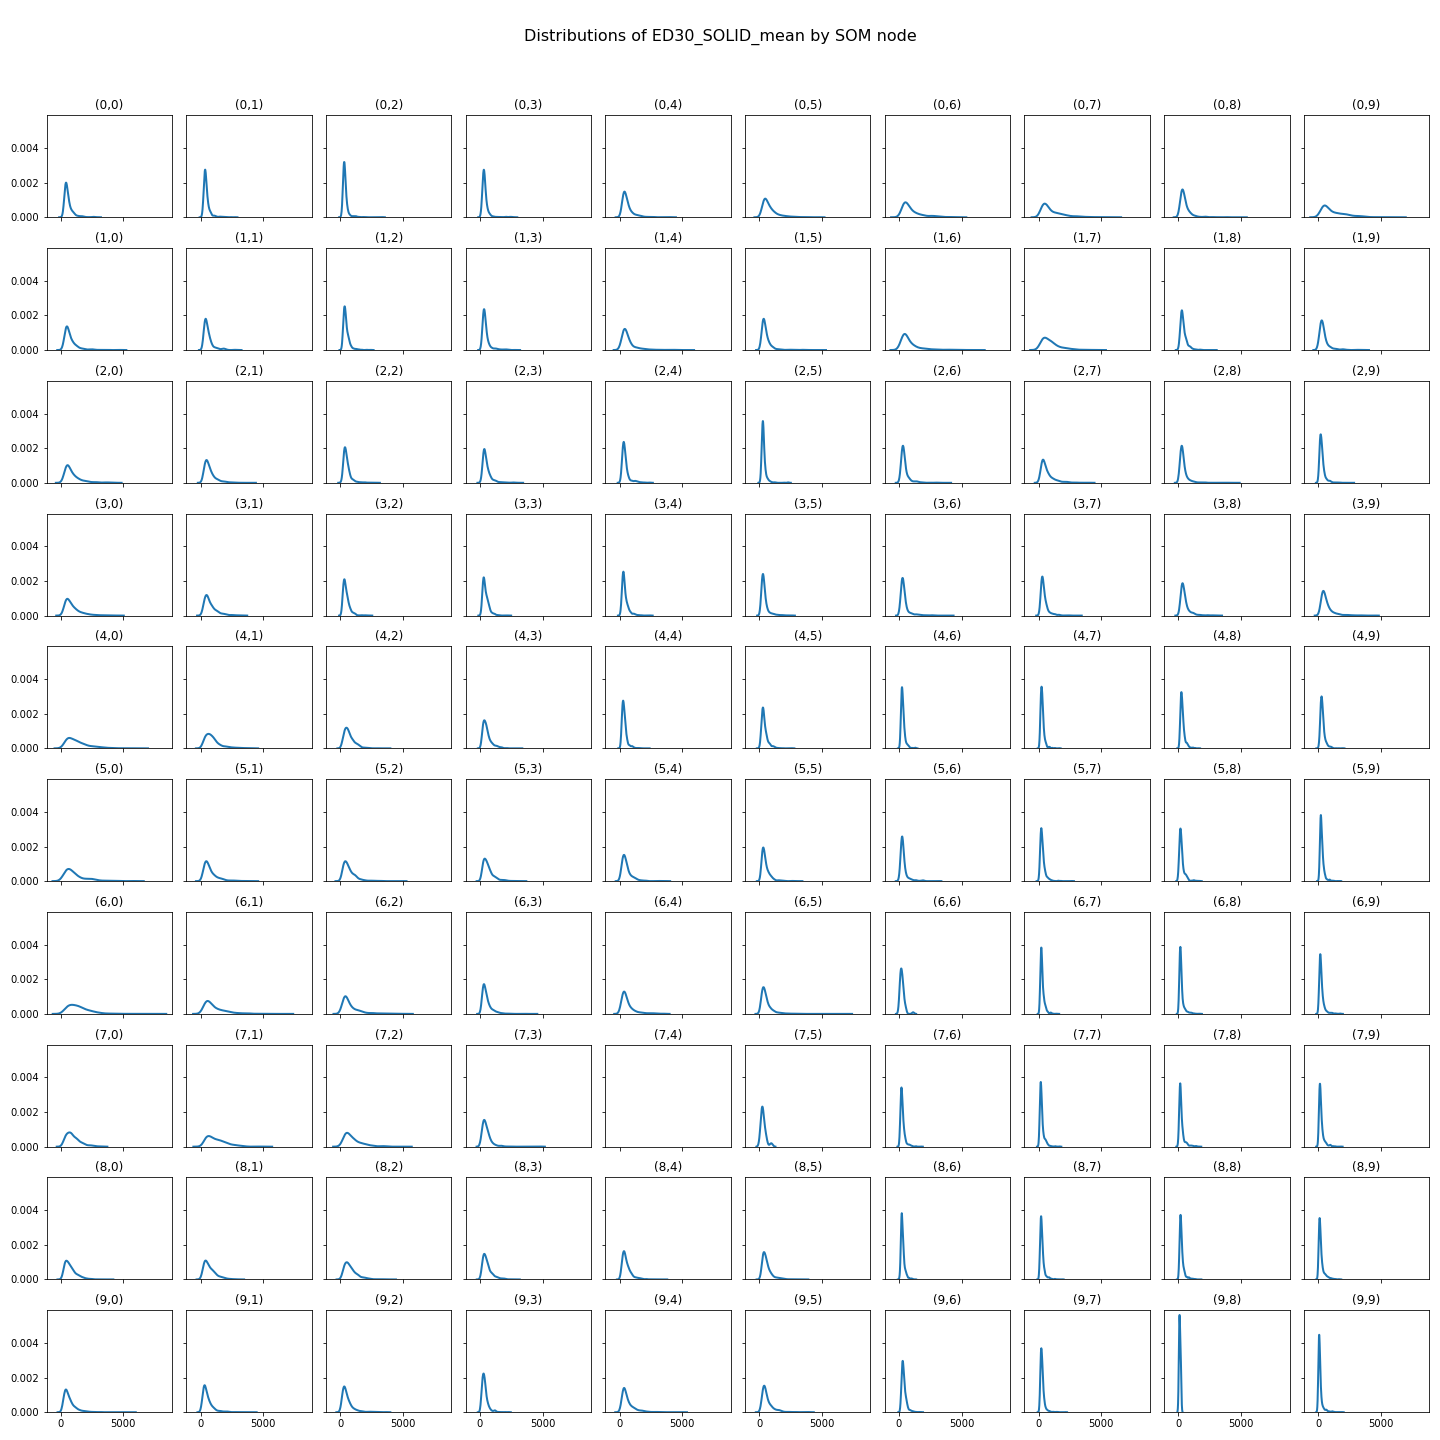 Distributions of ED30_SOLID_mean by SOM node
(0,0) (0,1) (0,2) (0,3) (0,4) (0,5) (0,6) (0,7) (0,8) (0,9)
0.004
0.002
0.000
(1,0) (1,1) (1,2) (1,3) (1,4) (1,5) (1,6) (1,7) (1,8) (1,9)
0.004
0.002
0.000
(2,0) (2,1) (2,2) (2,3) (2,4) (2,5) (2,6) (2,7) (2,8) (2,9)
0.004
0.002
0.000
(3,0) (3,1) (3,2) (3,3) (3,4) (3,5) (3,6) (3,7) (3,8) (3,9)
0.004
0.002
0.000
(4,0) (4,1) (4,2) (4,3) (4,4) (4,5) (4,6) (4,7) (4,8) (4,9)
0.004
0.002
0.000
(5,0) (5,1) (5,2) (5,3) (5,4) (5,5) (5,6) (5,7) (5,8) (5,9)
0.004
0.002
0.000
(6,0) (6,1) (6,2) (6,3) (6,4) (6,5) (6,6) (6,7) (6,8) (6,9)
0.004
0.002
0.000
(7,0) (7,1) (7,2) (7,3) (7,4) (7,5) (7,6) (7,7) (7,8) (7,9)
0.004
0.002
0.000
(8,0) (8,1) (8,2) (8,3) (8,4) (8,5) (8,6) (8,7) (8,8) (8,9)
0.004
0.002
0.000
(9,0) (9,1) (9,2) (9,3) (9,4) (9,5) (9,6) (9,7) (9,8) (9,9)
0.004
0.002
0.000
0 5000 0 5000 0 5000 0 5000 0 5000 0 5000 0 5000 0 5000 0 5000 0 5000